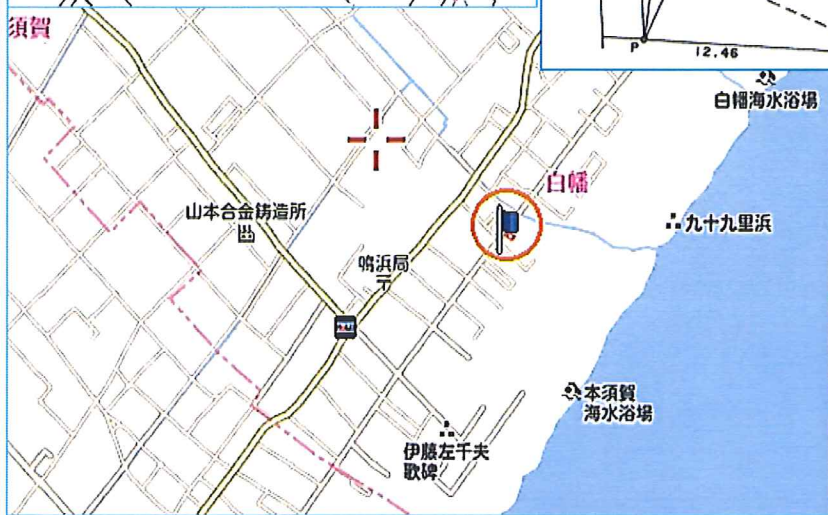 須賀
P
12.46
白幡海水浴場
白幡
山本合金鋳造所
九十九里浜
鳴浜局
本須賀
海水浴場
伊藤左千夫
歌碑